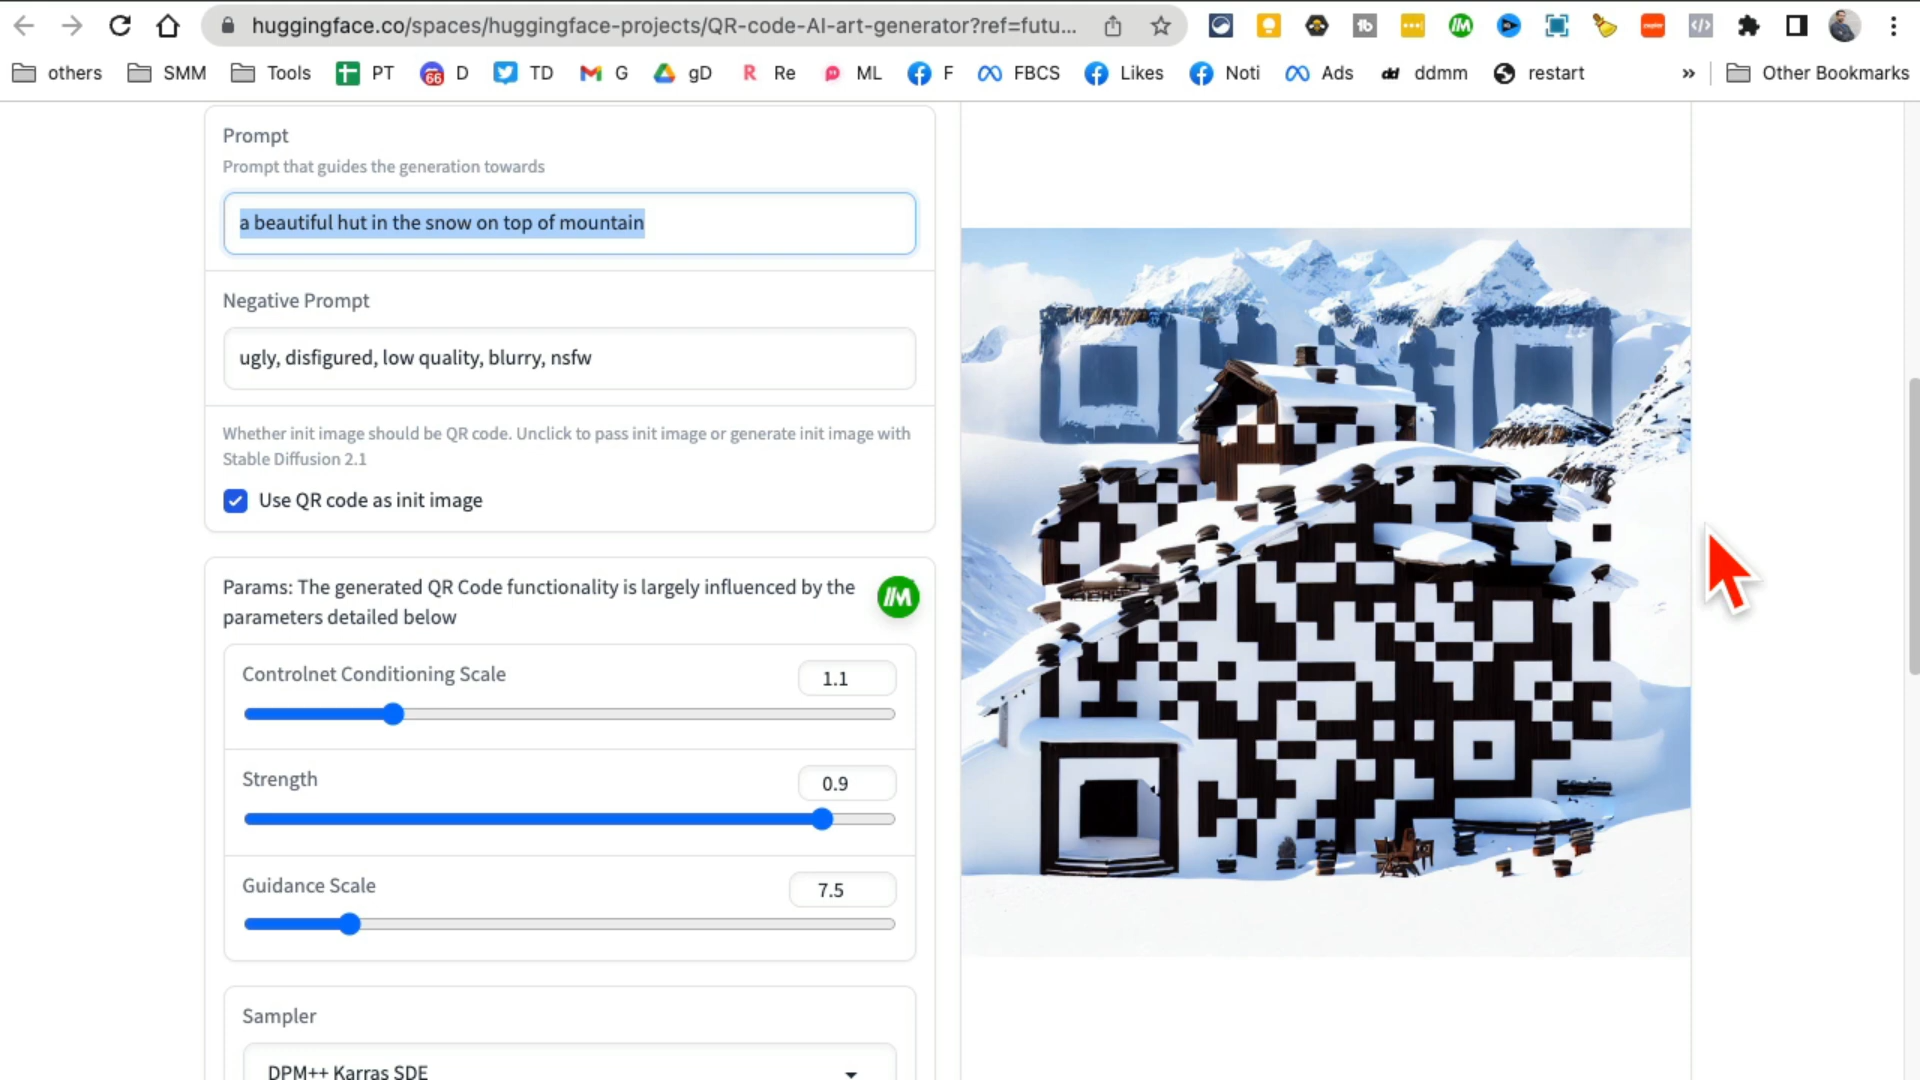 huggingface.co/spaces/huggingface-projects/QR-code-AI-art-generator?ref=futu...
others SMM Tools PT D TD G gD Re ML F FBCS Likes Noti Ads ddmm restart » Other Bookmarks
Prompt
Prompt that guides the generation towards
a beautiful hut in the snow on top of mountain
Negative Prompt
ugly, disfigured, low quality, blurry, nsfw
Whether init image should be QR code. Unclick to pass init image or generate init image with
Stable Diffusion 2.1
Use QR code as init image
Params: The generated QR Code functionality is largely influenced by the
parameters detailed below
Controlnet Conditioning Scale
1.1
Strength
0.9
Guidance Scale
7.5
Sampler
DPM++ Karras SDE